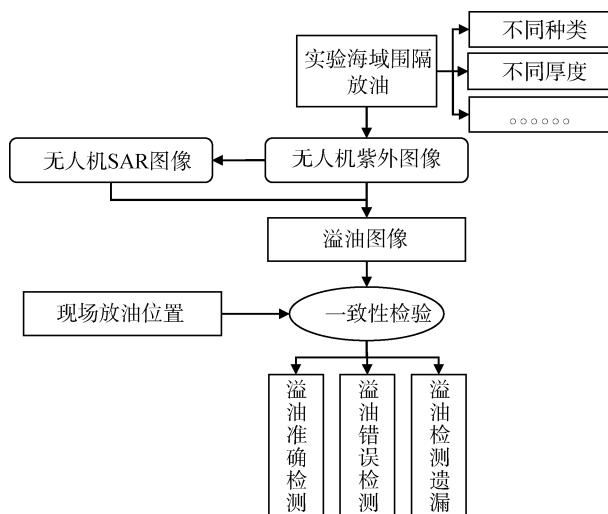 实验海域围隔
放油
不同种类
不同厚度
。。。。。。
无人机SAR图像
无人机紫外图像
溢油图像
现场放油位置
一致性检验
溢油准确检测
溢油错误检测
溢油检测遗漏